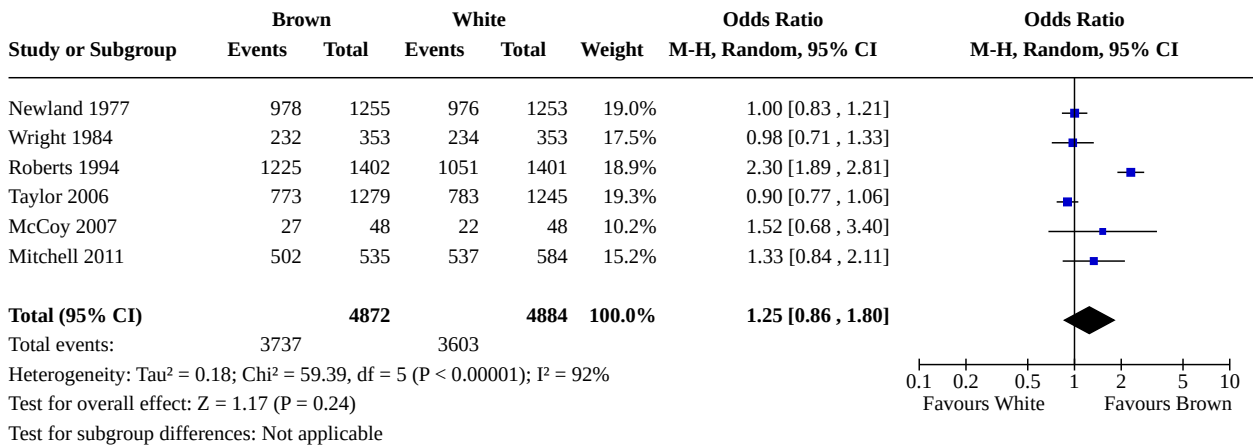 Brown White Odds Ratio Odds Ratio
Study or Subgroup Events Total Events Total Weight M-H, Random, 95% CI M-H, Random, 95% CI
Newland 1977 978 1255 976 1253 19.0% 1.00 [0.83 , 1.21]
Wright 1984 232 353 234 353 17.5% 0.98 [0.71 , 1.33]
Roberts 1994 1225 1402 1051 1401 18.9% 2.30 [1.89 , 2.81]
Taylor 2006 773 1279 783 1245 19.3% 0.90 [0.77 , 1.06]
McCoy 2007 27 48 22 48 10.2% 1.52 [0.68 , 3.40]
Mitchell 2011 502 535 537 584 15.2% 1.33 [0.84 , 2.11]
Total (95% CI) 4872 4884 100.0% 1.25 [0.86 , 1.80]
Total events: 3737 3603
Heterogeneity: Tau² = 0.18; Chi² = 59.39, df = 5 (P < 0.00001); I² = 92%
0.1 0.2 0.5 1 2 5 10
Test for overall effect: Z = 1.17 (P = 0.24) Favours White Favours Brown
Test for subgroup differences: Not applicable